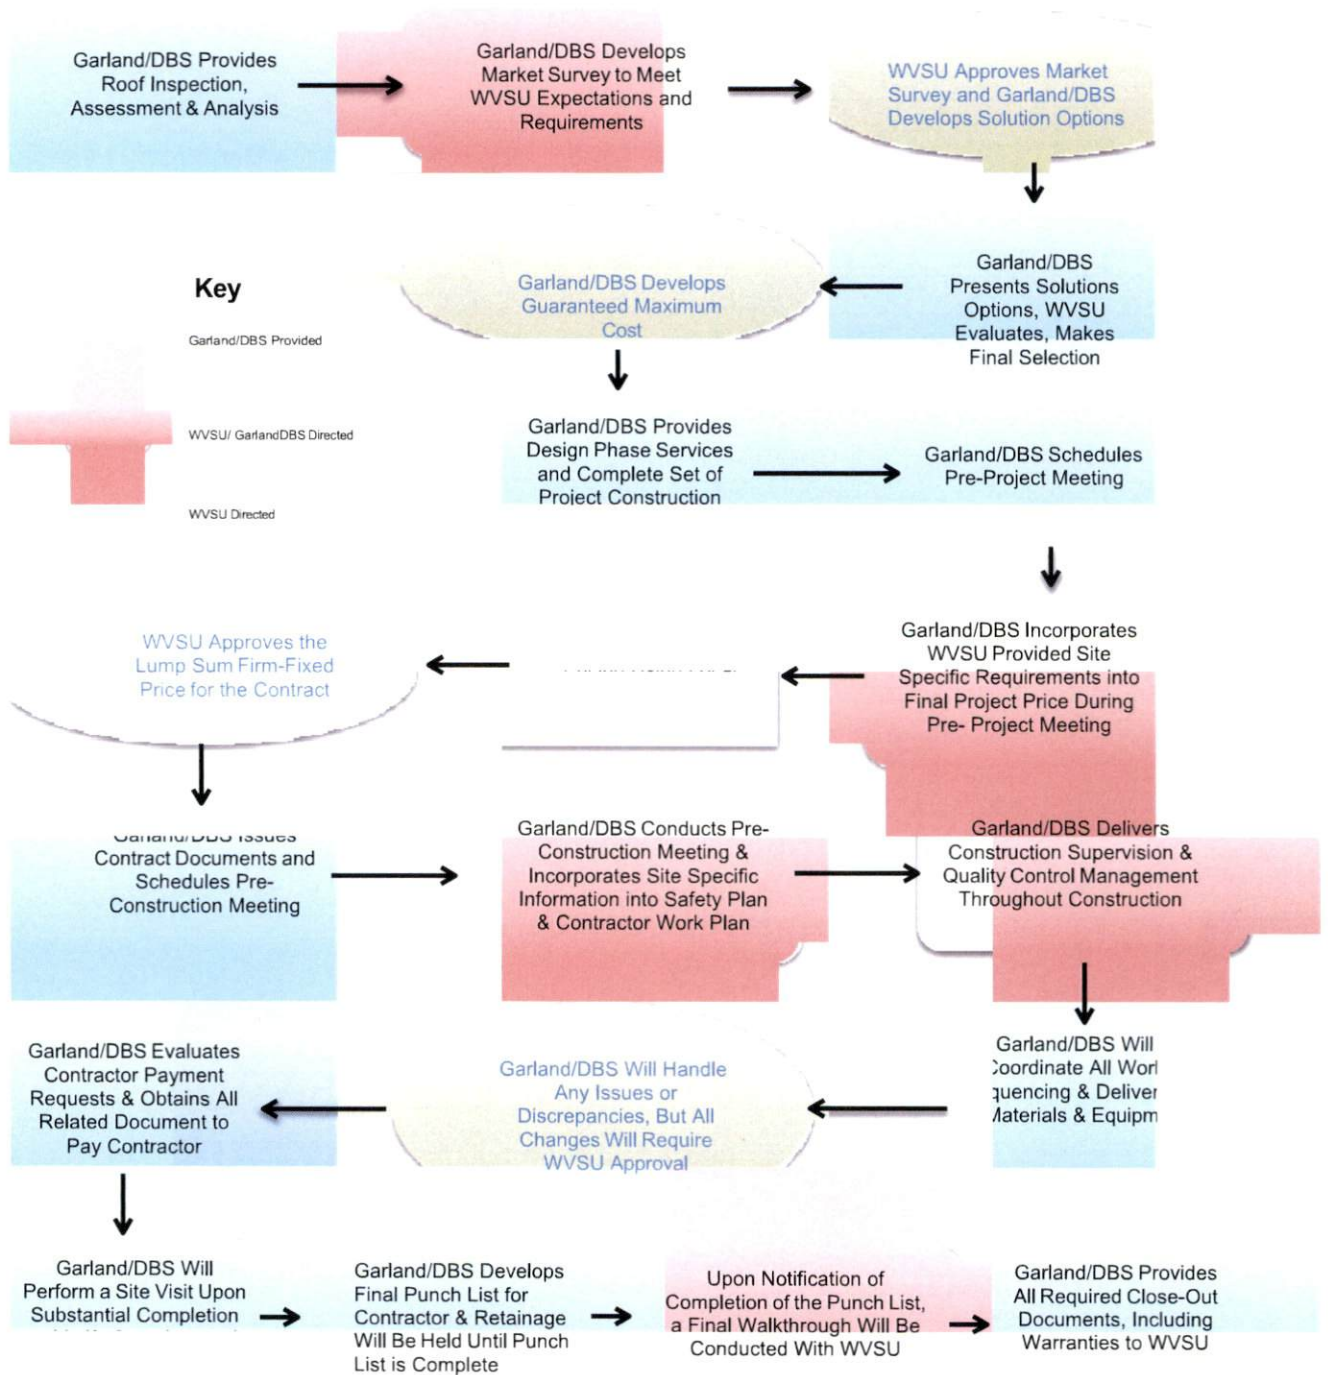 Garland/DBS Provides
Roof Inspection,
Assessment & Analysis
Garland/DBS Develops
Market Survey to Meet
WVSU Expectations and
Requirements
WVSU Approves Market
Survey and Garland/DBS
Develops Solution Options
Garland/DBS
Presents Solutions
Options, WVSU
Evaluates, Makes
Final Selection
Garland/DBS Develops
Guaranteed Maximum
Cost
Key
Garland/DBS Provided
WVSU/ GarlandDBS Directed
WVSU Directed
Garland/DBS Provides
Design Phase Services
and Complete Set of
Project Construction
Garland/DBS Schedules
Pre-Project Meeting
Garland/DBS Incorporates
WVSU Provided Site
Specific Requirements into
Final Project Price During
Pre- Project Meeting
WVSU Approves the
Lump Sum Firm-Fixed
Price for the Contract
Garland/DBS Issues
Contract Documents and
Schedules Pre-
Construction Meeting
Garland/DBS Conducts Pre-
Construction Meeting &
Incorporates Site Specific
Information into Safety Plan
& Contractor Work Plan
Garland/DBS Delivers
Construction Supervision &
Quality Control Management
Throughout Construction
Garland/DBS Will
Coordinate All Worl
quencing & Deliver
Materials & Equipm
Garland/DBS Will Handle
Any Issues or
Discrepancies, But All
Changes Will Require
WVSU Approval
Garland/DBS Evaluates
Contractor Payment
Requests & Obtains All
Related Document to
Pay Contractor
Garland/DBS Will
Perform a Site Visit Upon
Substantial Completion
Garland/DBS Develops
Final Punch List for
Contractor & Retainage
Will Be Held Until Punch
List is Complete
Upon Notification of
Completion of the Punch List,
a Final Walkthrough Will Be
Conducted With WVSU
Garland/DBS Provides
All Required Close-Out
Documents, Including
Warranties to WVSU